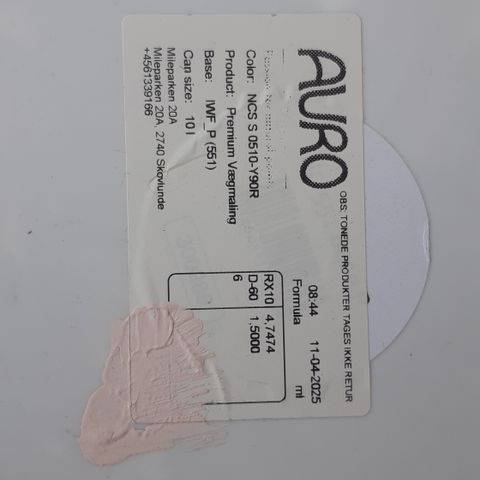 AURO
OBS: TONEDE PRODUKTER TAGES IKKE RETUR
08:44 11-04-2025
Formula ml
Color: NCS S 0510-Y90R
Product: Premium Vægmaling
Base: IWF_P (551)
Can size: 10 l
RX10 4.7474
D-60 1.5000
6
Mileparken 20A
Mileparken 20A, 2740 Skovlunde
+4561339166